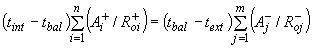 (t_int − t_bal) ∑_{i=1}^{n} (A_i^+ / R_{oi}^+) = (t_bal − t_ext) ∑_{j=1}^{m} (A_j^- / R_{oj}^-)